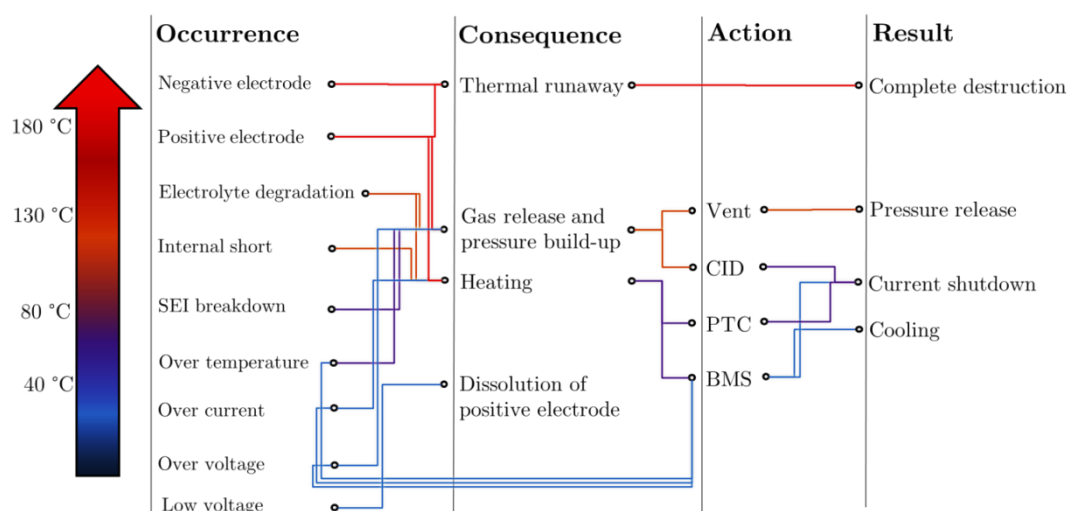 Occurrence
Consequence
Action
Result
180 °C
130 °C
80 °C
40 °C
Negative electrode
Positive electrode
Electrolyte degradation
Internal short
SEI breakdown
Over temperature
Over current
Over voltage
Low voltage
Thermal runaway
Gas release and
pressure build-up
Heating
Dissolution of
positive electrode
Vent
CID
PTC
BMS
Complete destruction
Pressure release
Current shutdown
Cooling